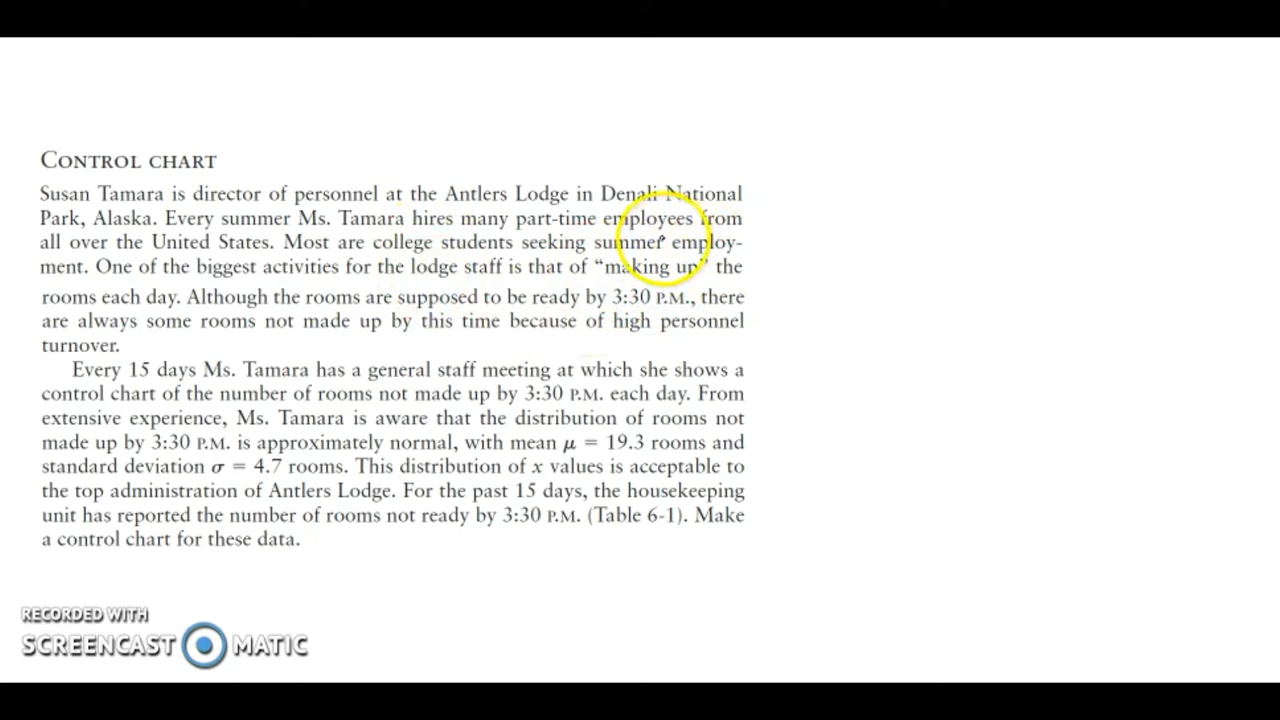 CONTROL CHART
Susan Tamara is director of personnel at the Antlers Lodge in Denali National
Park, Alaska. Every summer Ms. Tamara hires many part-time employees from
all over the United States. Most are college students seeking summer employ-
ment. One of the biggest activities for the lodge staff is that of “making up” the
rooms each day. Although the rooms are supposed to be ready by 3:30 P.M., there
are always some rooms not made up by this time because of high personnel
turnover.
Every 15 days Ms. Tamara has a general staff meeting at which she shows a
control chart of the number of rooms not made up by 3:30 P.M. each day. From
extensive experience, Ms. Tamara is aware that the distribution of rooms not
made up by 3:30 P.M. is approximately normal, with mean μ = 19.3 rooms and
standard deviation σ = 4.7 rooms. This distribution of x values is acceptable to
the top administration of Antlers Lodge. For the past 15 days, the housekeeping
unit has reported the number of rooms not ready by 3:30 P.M. (Table 6-1). Make
a control chart for these data.
RECORDED WITH
SCREENCAST MATIC